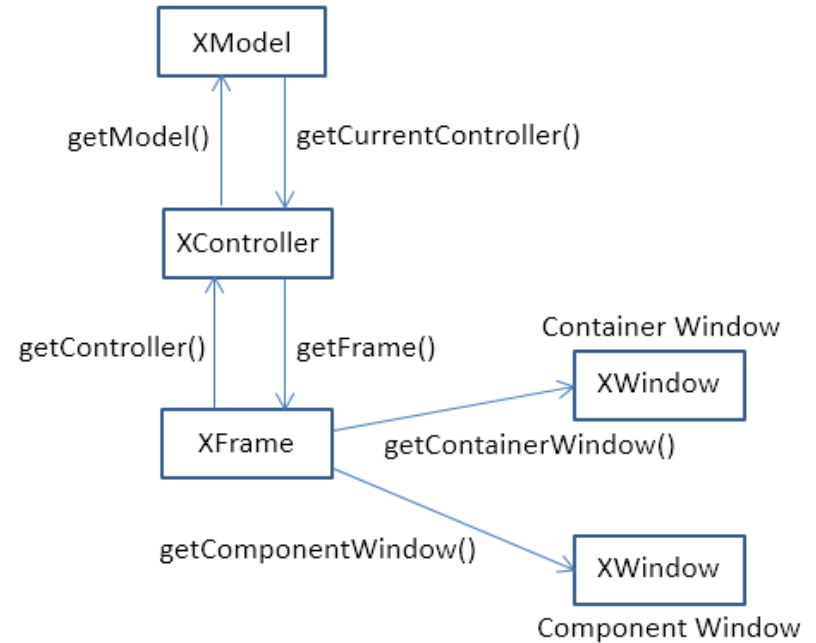 XModel
getModel()
getCurrentController()
XController
getController()
getFrame()
Container Window
XWindow
XFrame
getContainerWindow()
getComponentWindow()
XWindow
Component Window